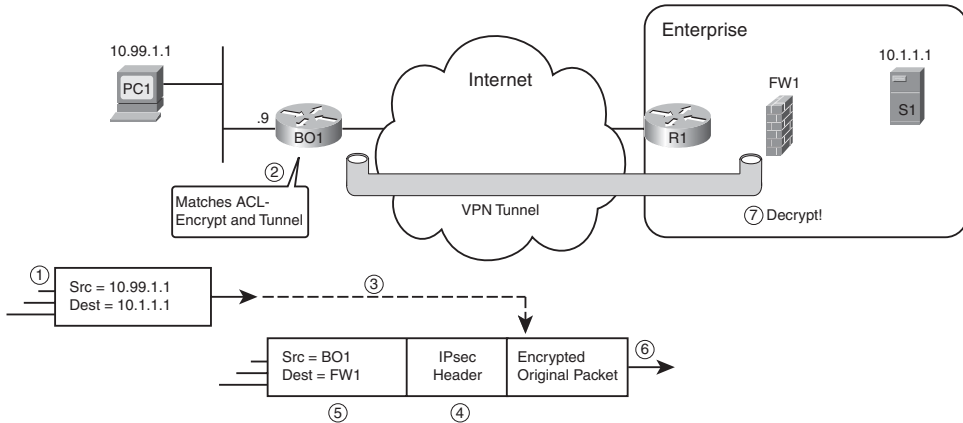 Enterprise
10.99.1.1
10.1.1.1
Internet
FW1
PC1
S1
.9
BO1
R1
②
Matches ACL-
Encrypt and Tunnel
VPN Tunnel
⑦ Decrypt!
①
Src = 10.99.1.1
Dest = 10.1.1.1
③
Src = BO1
Dest = FW1
IPsec
Header
Encrypted
Original Packet
⑥
⑤
④